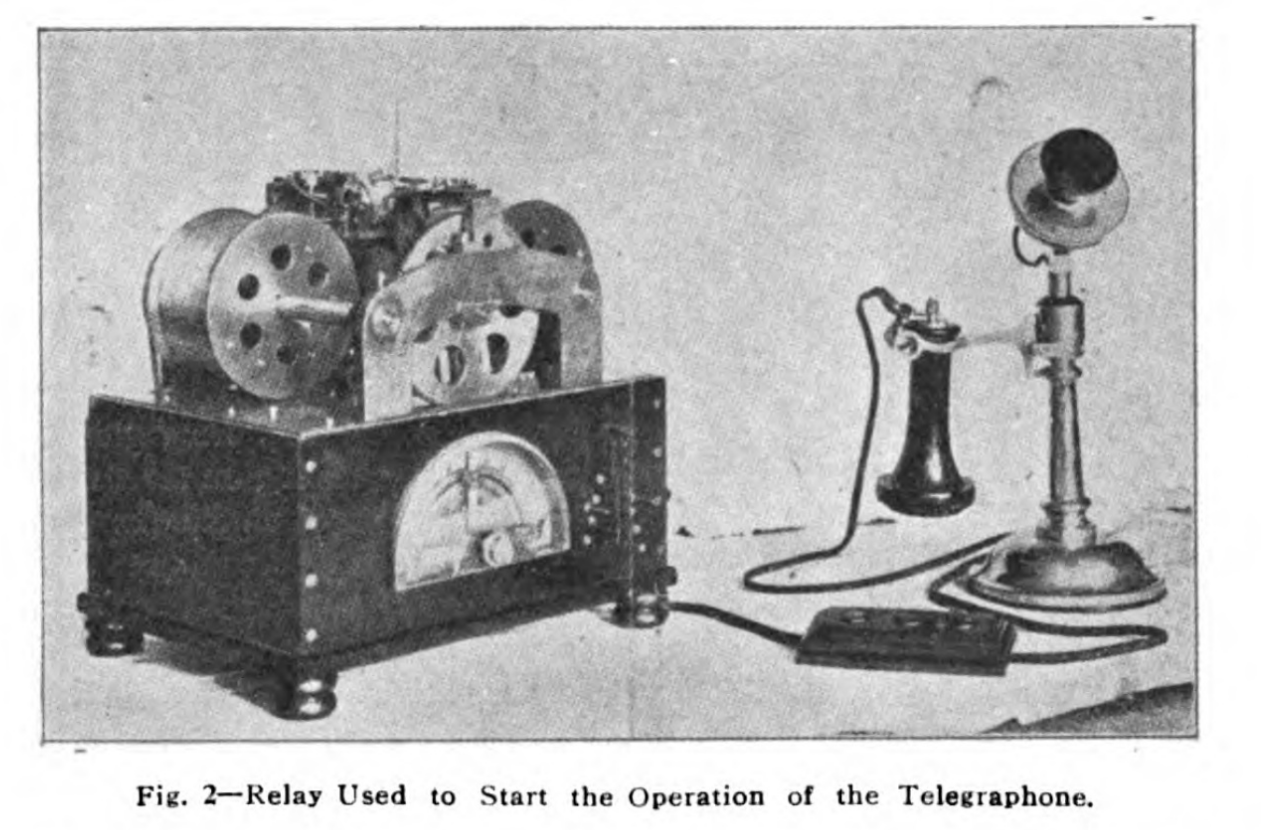 Fig. 2—Relay Used to Start the Operation of the Telegraphone.